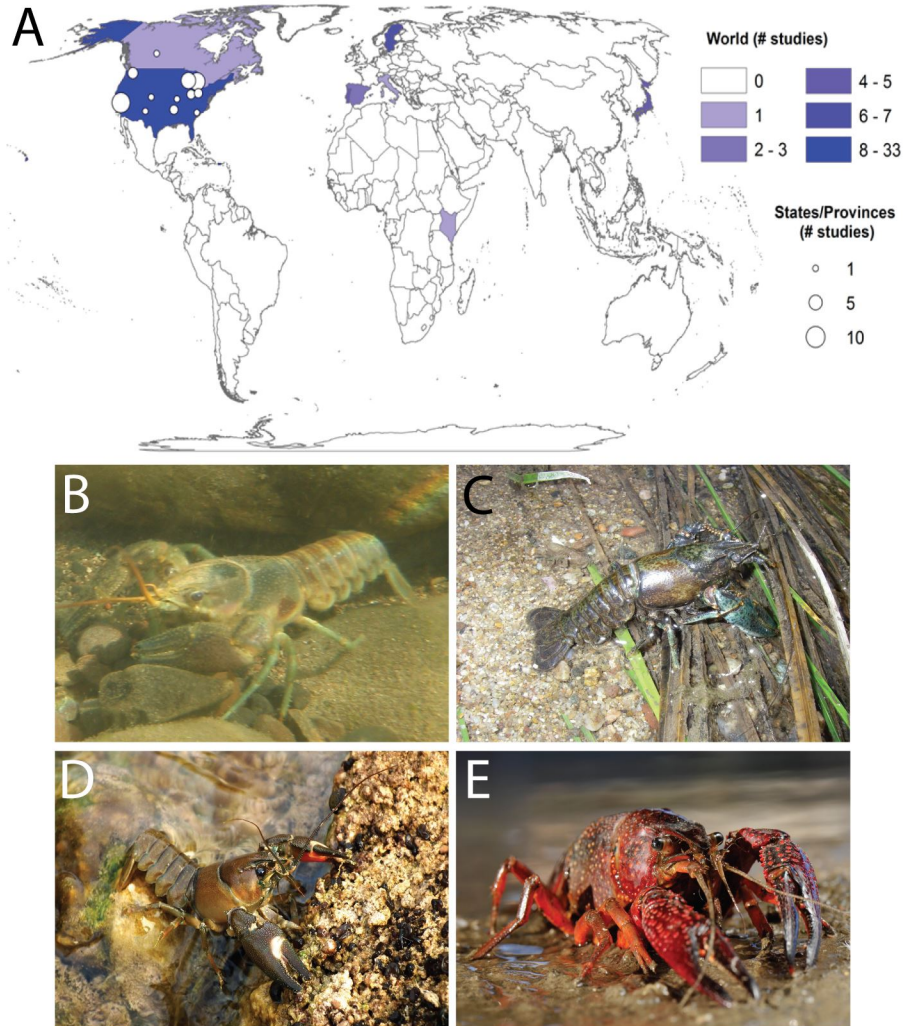 A
World (# studies)
0
1
2 - 3
4 - 5
6 - 7
8 - 33
States/Provinces
(# studies)
1
5
10
B
C
D
E